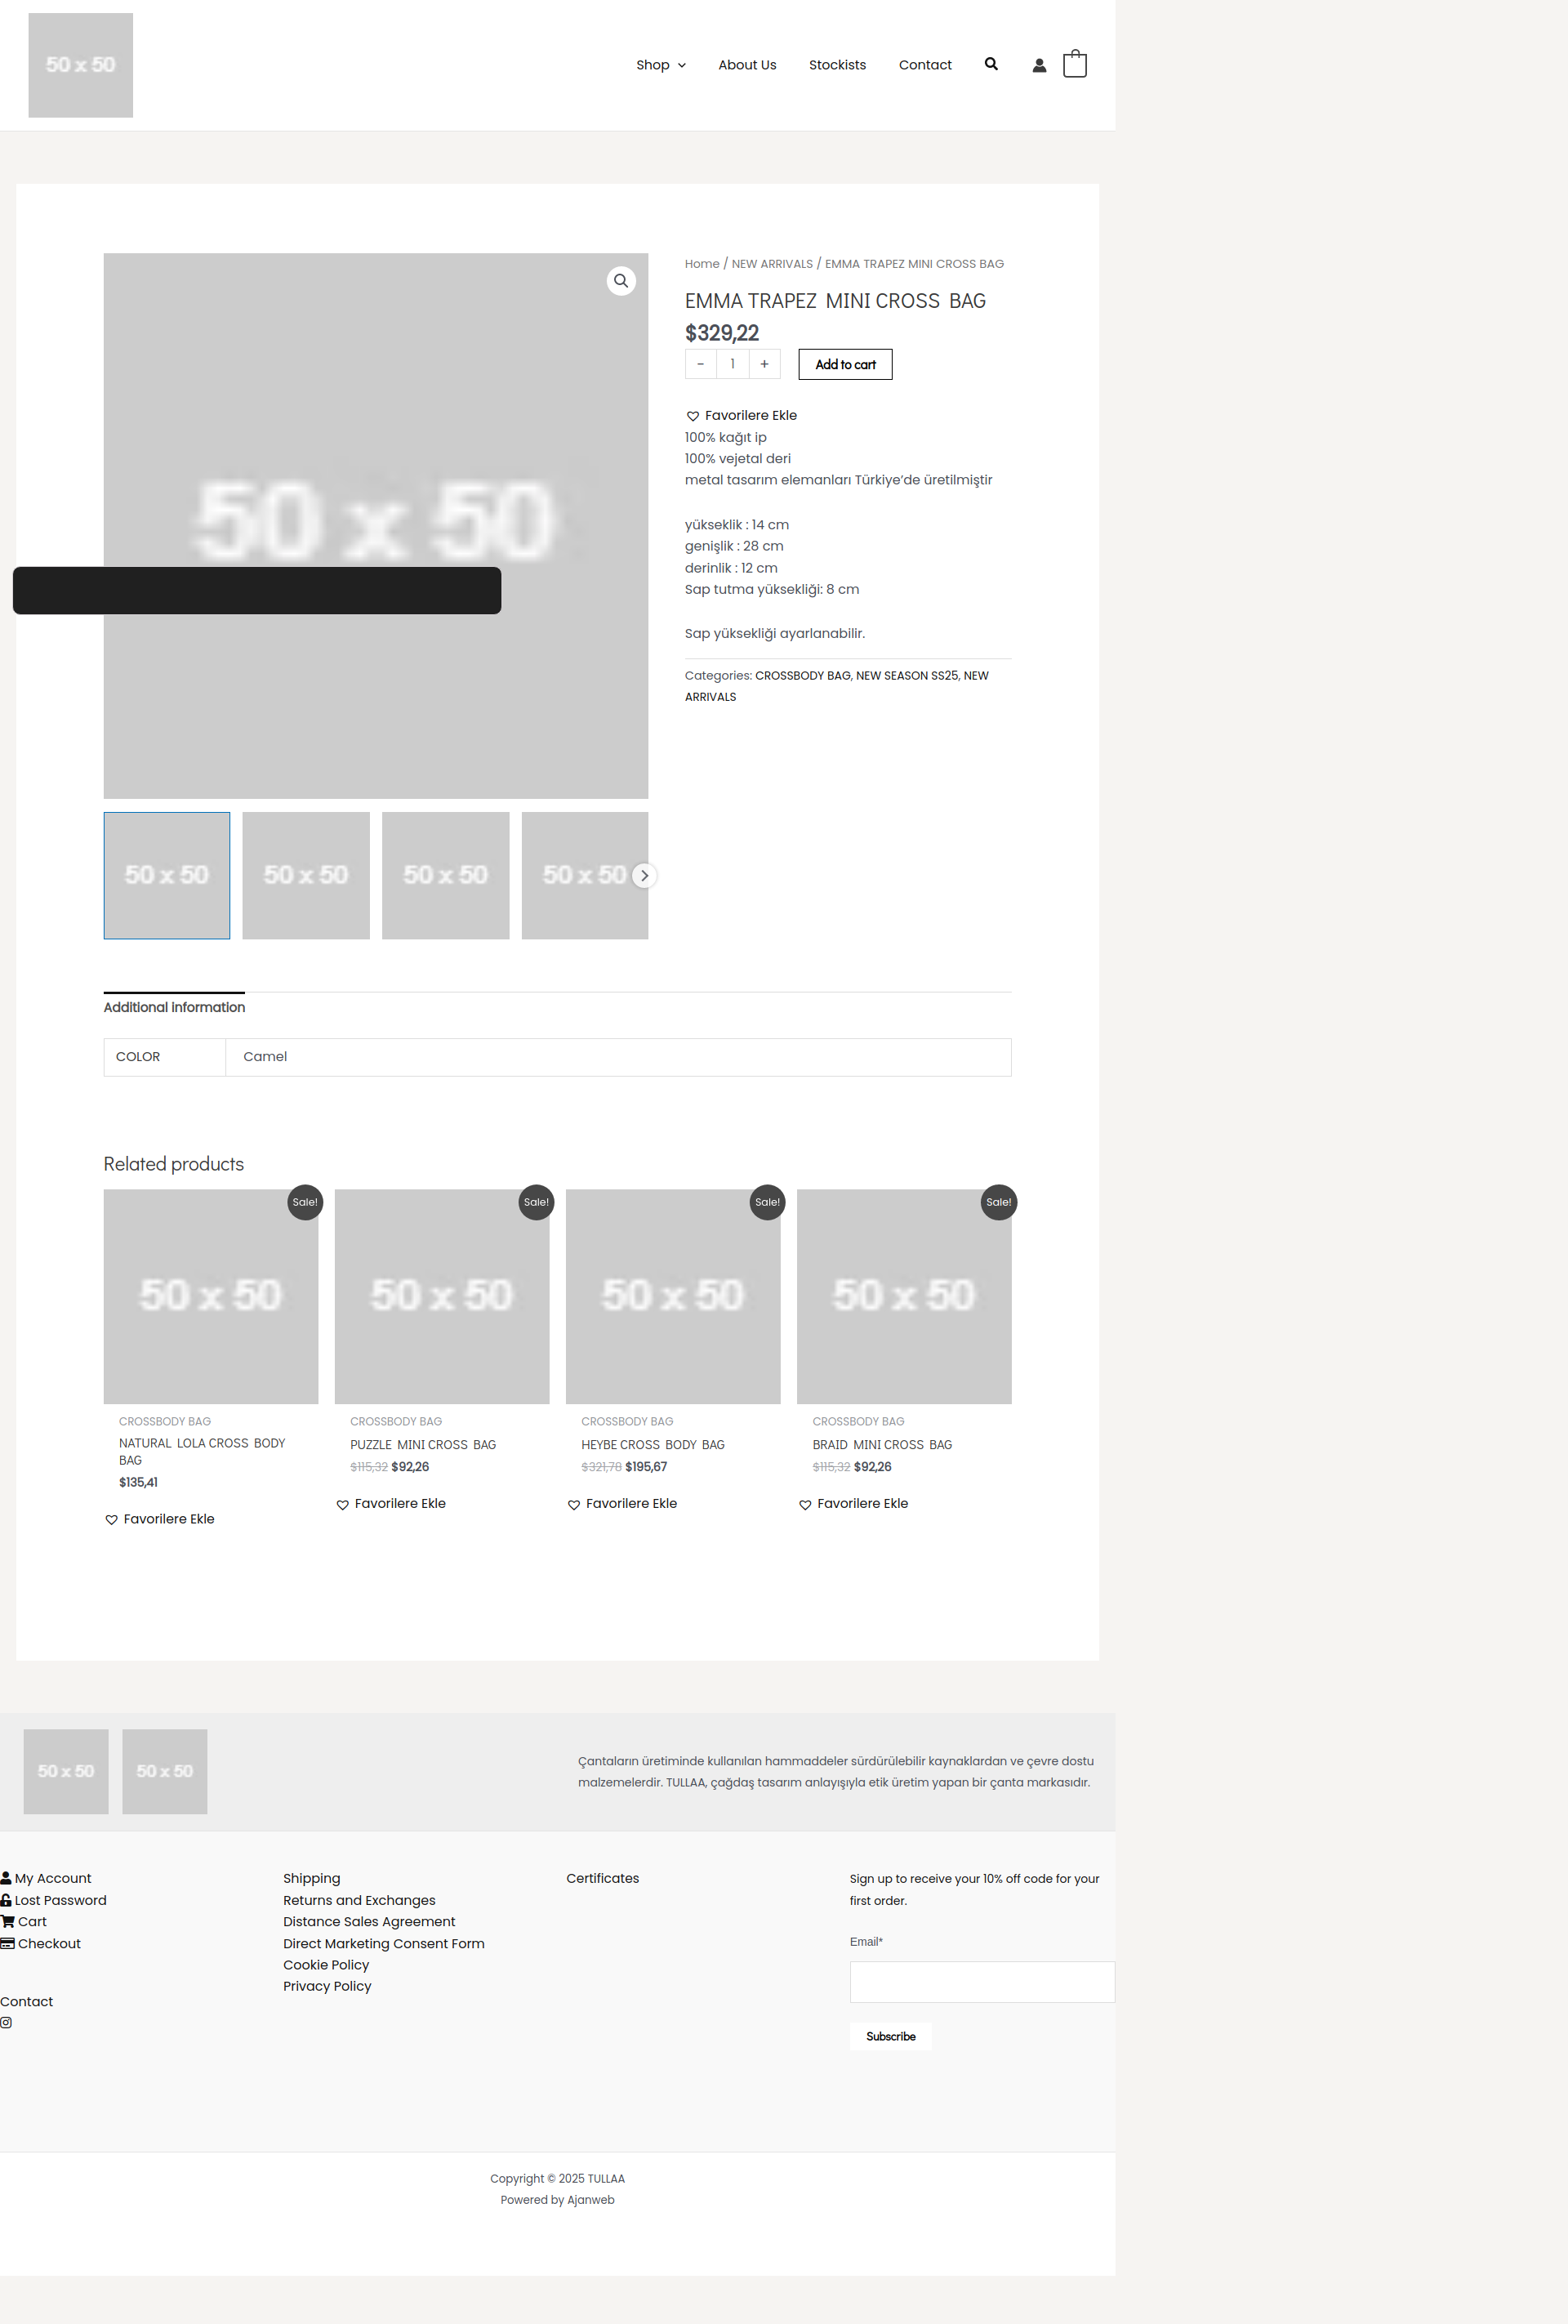 50 x 50
Shop
About Us
Stockists
Contact
50 x 50
Home / NEW ARRIVALS / EMMA TRAPEZ MINI CROSS BAG
EMMA TRAPEZ MINI CROSS BAG
$329,22
- 1 +
Add to cart
Favorilere Ekle
100% kağıt ip
100% vejetal deri
metal tasarım elemanları Türkiye’de üretilmiştir
yükseklik : 14 cm
genişlik : 28 cm
derinlik : 12 cm
Sap tutma yüksekliği: 8 cm
Sap yüksekliği ayarlanabilir.
Categories: CROSSBODY BAG, NEW SEASON SS25, NEW
ARRIVALS
50 x 50
50 x 50
50 x 50
50 x 50
Additional information
COLOR
Camel
Related products
Sale!
50 x 50
CROSSBODY BAG
NATURAL LOLA CROSS BODY
BAG
$135,41
Favorilere Ekle
Sale!
50 x 50
CROSSBODY BAG
PUZZLE MINI CROSS BAG
$115,32 $92,26
Favorilere Ekle
Sale!
50 x 50
CROSSBODY BAG
HEYBE CROSS BODY BAG
$321,78 $195,67
Favorilere Ekle
Sale!
50 x 50
CROSSBODY BAG
BRAID MINI CROSS BAG
$115,32 $92,26
Favorilere Ekle
50 x 50
50 x 50
Çantaların üretiminde kullanılan hammaddeler sürdürülebilir kaynaklardan ve çevre dostu
malzemelerdir. TULLAA, çağdaş tasarım anlayışıyla etik üretim yapan bir çanta markasıdır.
My Account
Lost Password
Cart
Checkout
Contact
Shipping
Returns and Exchanges
Distance Sales Agreement
Direct Marketing Consent Form
Cookie Policy
Privacy Policy
Certificates
Sign up to receive your 10% off code for your
first order.
Email*
Subscribe
Copyright © 2025 TULLAA
Powered by Ajanweb